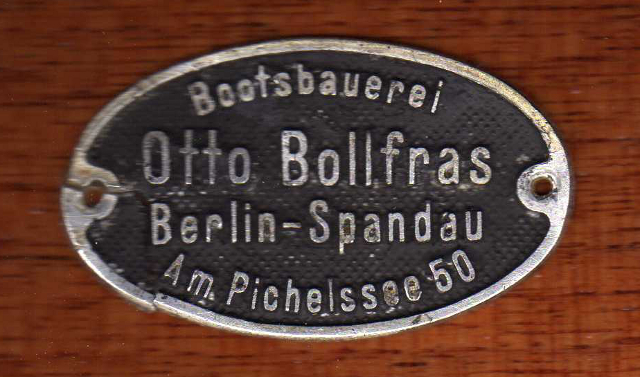 Bootsbauerei
Otto Bollfras
Berlin-Spandau
Am Pichelssee 50